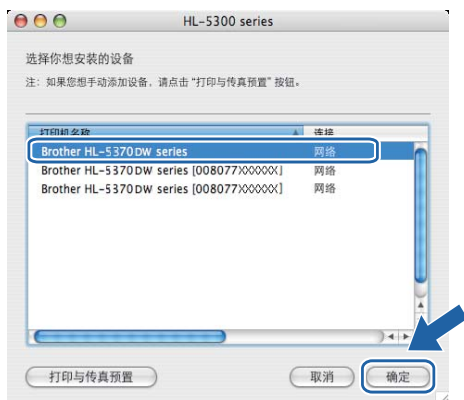 HL-5300 series
选择你想安装的设备
注: 如果您想手动添加设备，请点击 “打印与传真预置” 按钮。
打印机名称 连接
Brother HL-5370DW series 网络
Brother HL-5370DW series [008077XXXXXX] 网络
Brother HL-5370DW series [008077XXXXXX] 网络
打印与传真预置 取消 确定